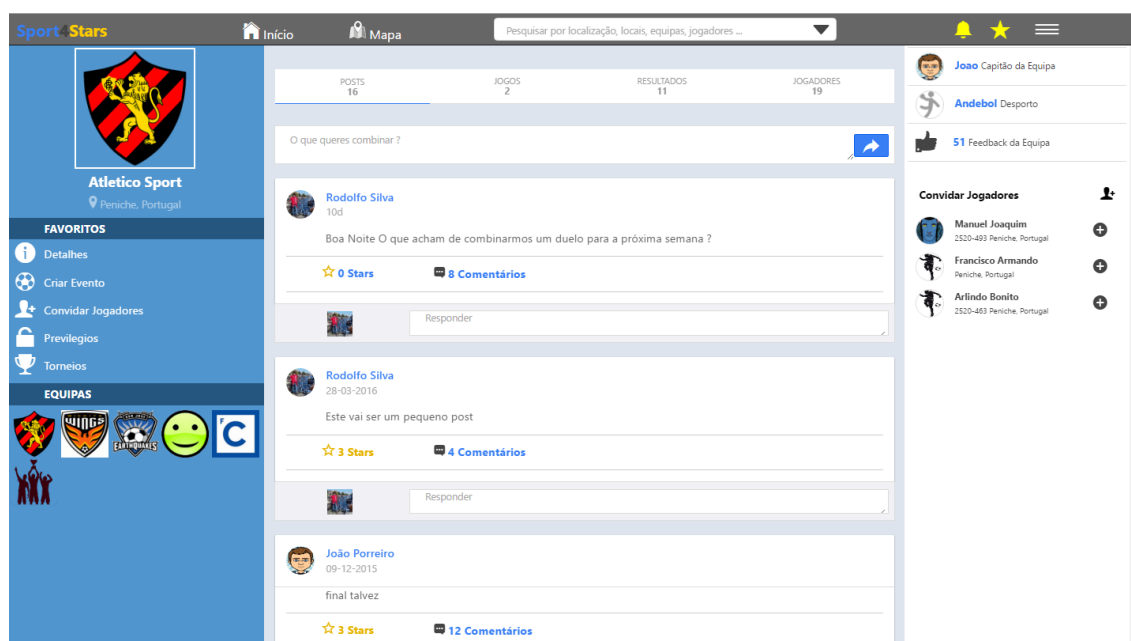 Sport4Stars
Início
Mapa
Pesquisar por localização, locais, equipas, jogadores ...
Atletico Sport
Peniche, Portugal
FAVORITOS
Detalhes
Criar Evento
Convidar Jogadores
Previlegios
Torneios
EQUIPAS
WINGS
EARTHQUAKES
F
C
POSTS
16
JOGOS
2
RESULTADOS
11
JOGADORES
19
O que queres combinar ?
Rodolfo Silva
10d
Boa Noite O que acham de combinarmos um duelo para a próxima semana ?
0 Stars
8 Comentários
Responder
Rodolfo Silva
28-03-2016
Este vai ser um pequeno post
3 Stars
4 Comentários
Responder
João Porreiro
09-12-2015
final talvez
3 Stars
12 Comentários
Joao Capitão da Equipa
Andebol Desporto
51 Feedback da Equipa
Convidar Jogadores
Manuel Joaquim
2520-493 Peniche, Portugal
Francisco Armando
Peniche, Portugal
Arlindo Bonito
2520-463 Peniche, Portugal